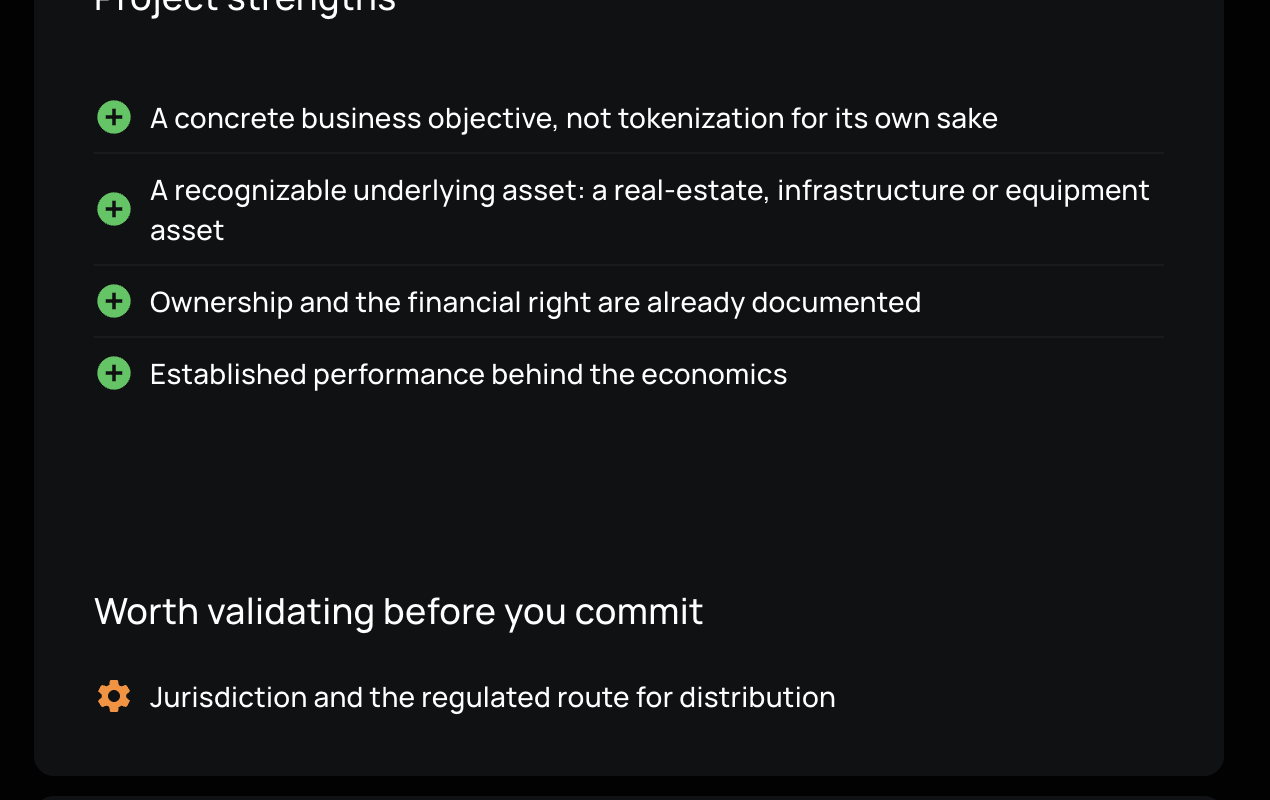 Project strengths
A concrete business objective, not tokenization for its own sake
A recognizable underlying asset: a real-estate, infrastructure or equipment
asset
Ownership and the financial right are already documented
Established performance behind the economics
Worth validating before you commit
Jurisdiction and the regulated route for distribution